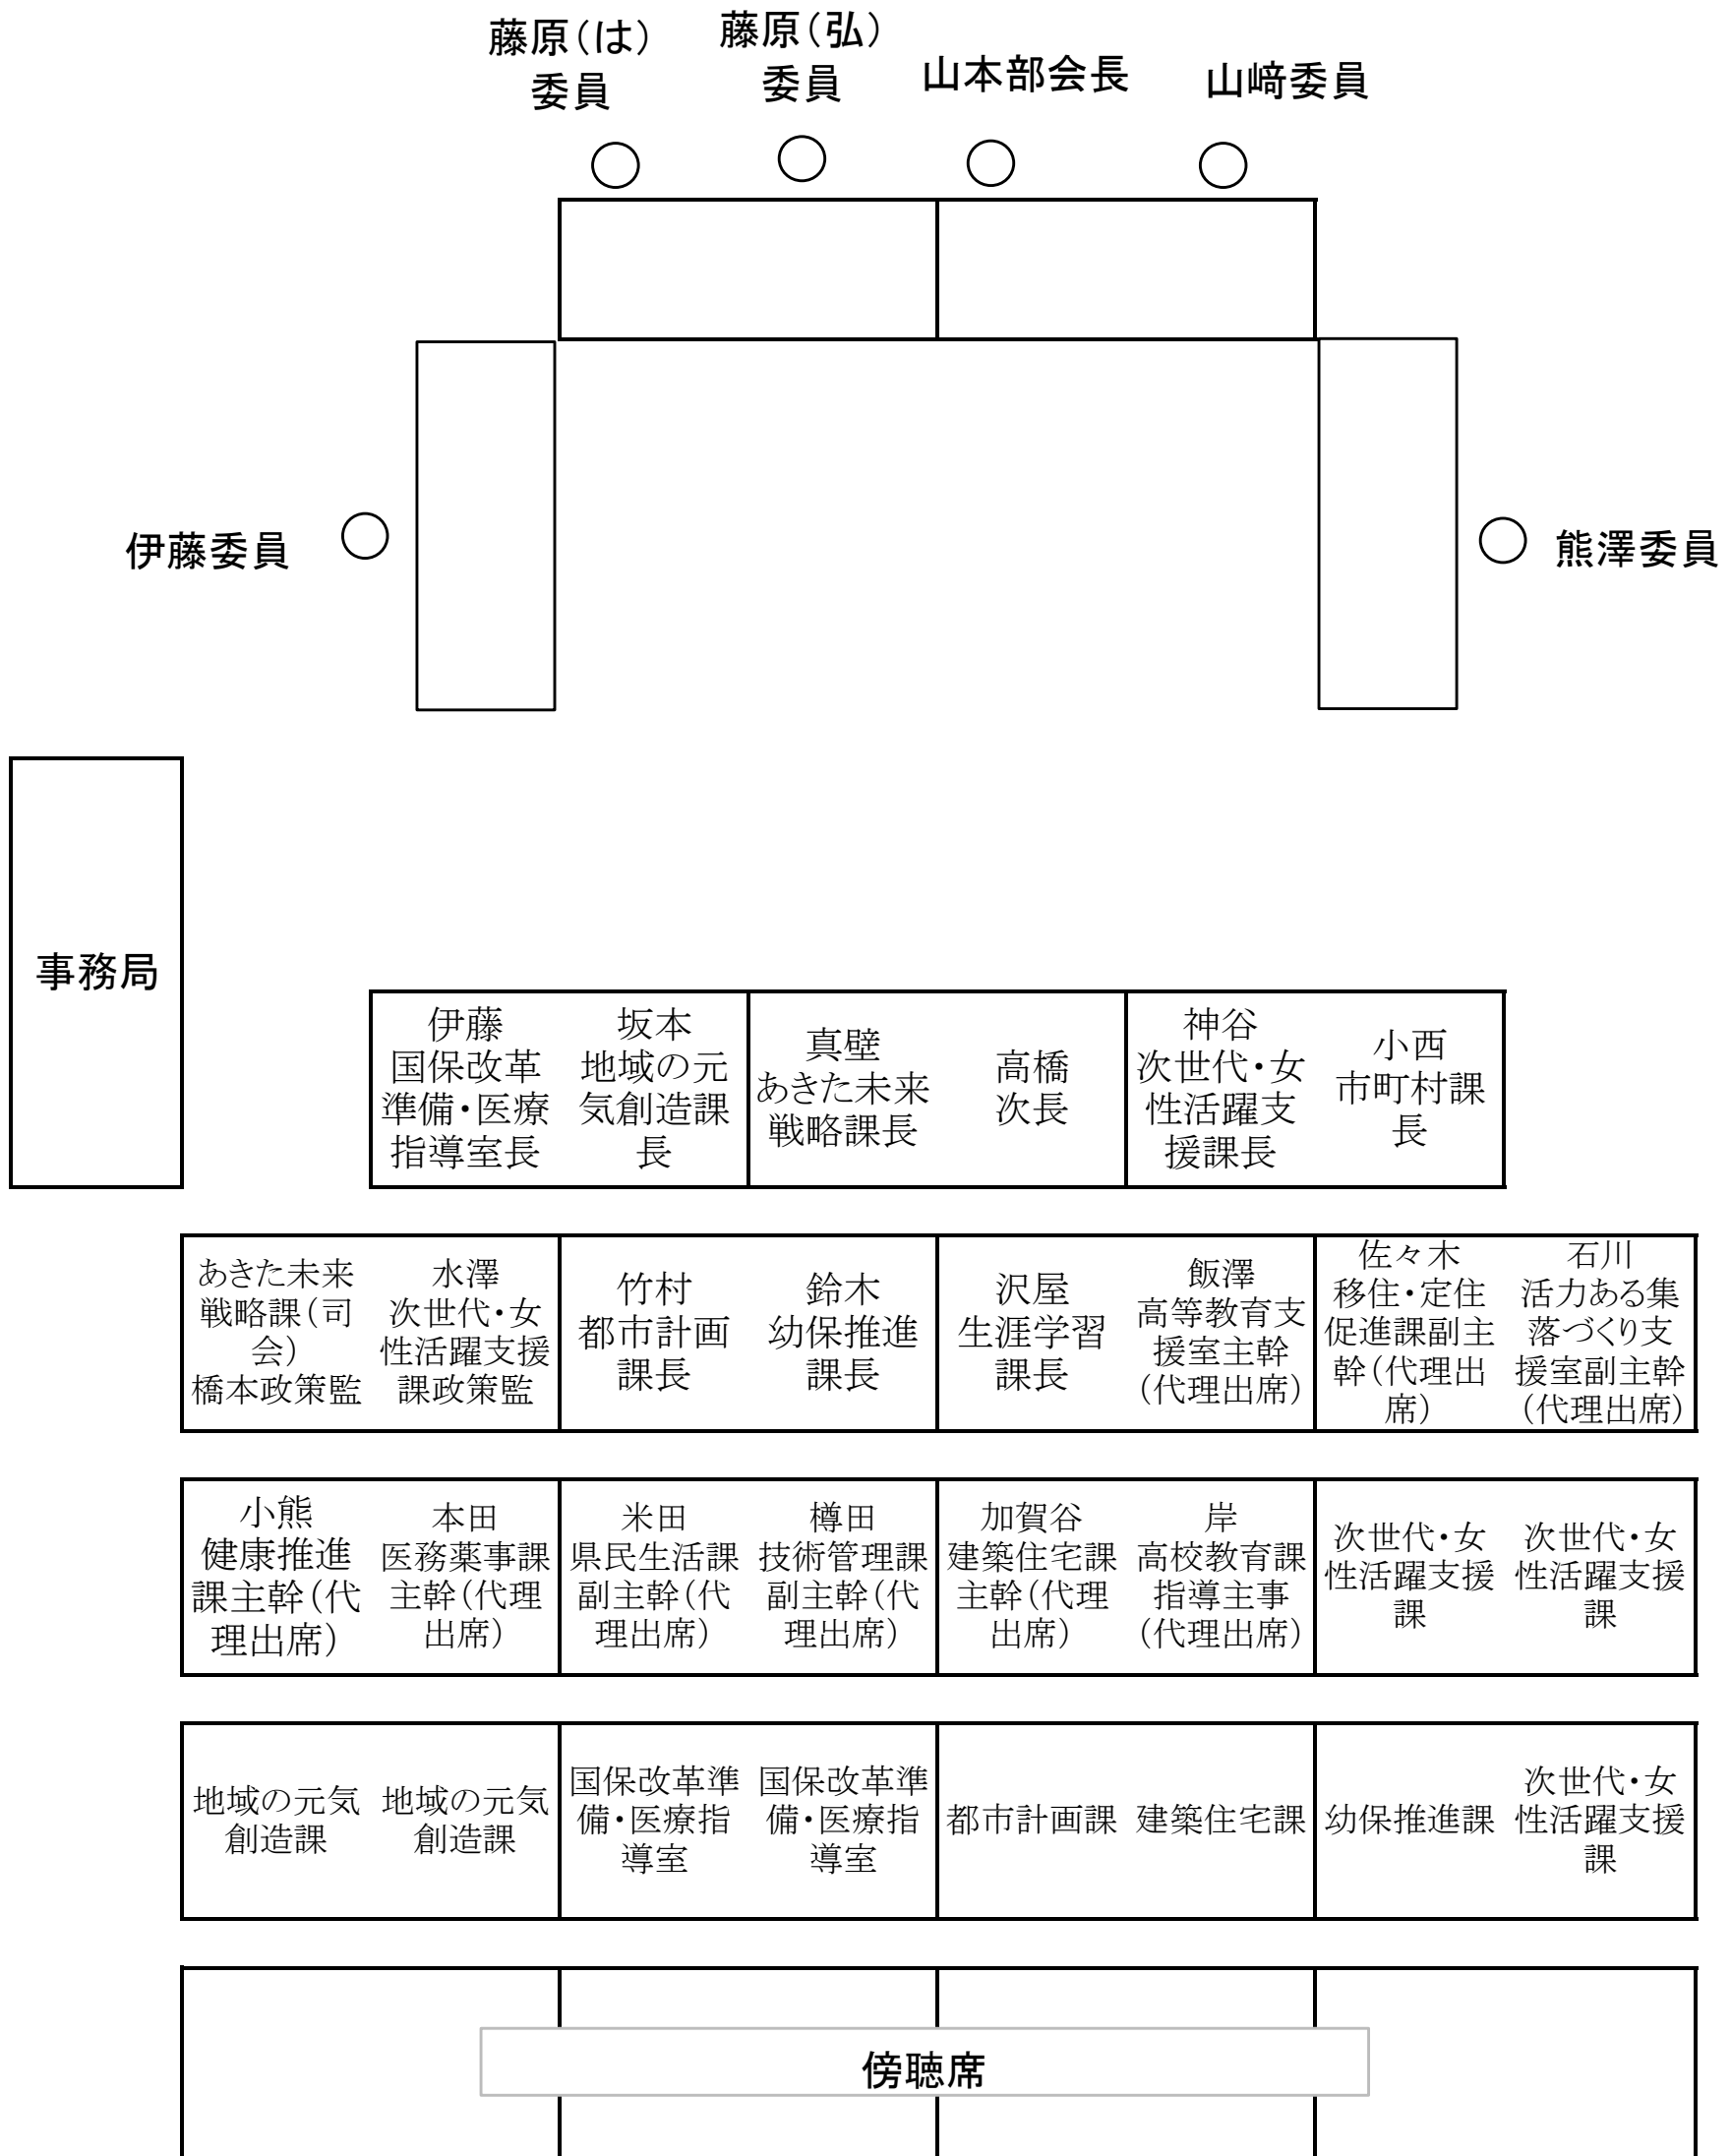 藤原(は)
委員
藤原(弘)
委員
山本部会長
山﨑委員
伊藤委員
熊澤委員
事務局
伊藤
国保改革
準備・医療
指導室長
坂本
地域の元
気創造課
長
真壁
あきた未来
戦略課長
高橋
次長
神谷
次世代・女
性活躍支
援課長
小西
市町村課
長
あきた未来
戦略課(司
会)
橋本政策監
水澤
次世代・女
性活躍支援
課政策監
竹村
都市計画
課長
鈴木
幼保推進
課長
沢屋
生涯学習
課長
飯澤
高等教育支
援室主幹
(代理出席)
佐々木
移住・定住
促進課副主
幹(代理出
席)
石川
活力ある集
落づくり支
援室副主幹
(代理出席)
小熊
健康推進
課主幹(代
理出席)
本田
医務薬事課
主幹(代理
出席)
米田
県民生活課
副主幹(代
理出席)
樽田
技術管理課
副主幹(代
理出席)
加賀谷
建築住宅課
主幹(代理
出席)
岸
高校教育課
指導主事
(代理出席)
次世代・女
性活躍支援
課
次世代・女
性活躍支援
課
地域の元気
創造課
地域の元気
創造課
国保改革準
備・医療指
導室
国保改革準
備・医療指
導室
都市計画課
建築住宅課
幼保推進課
次世代・女
性活躍支援
課
傍聴席